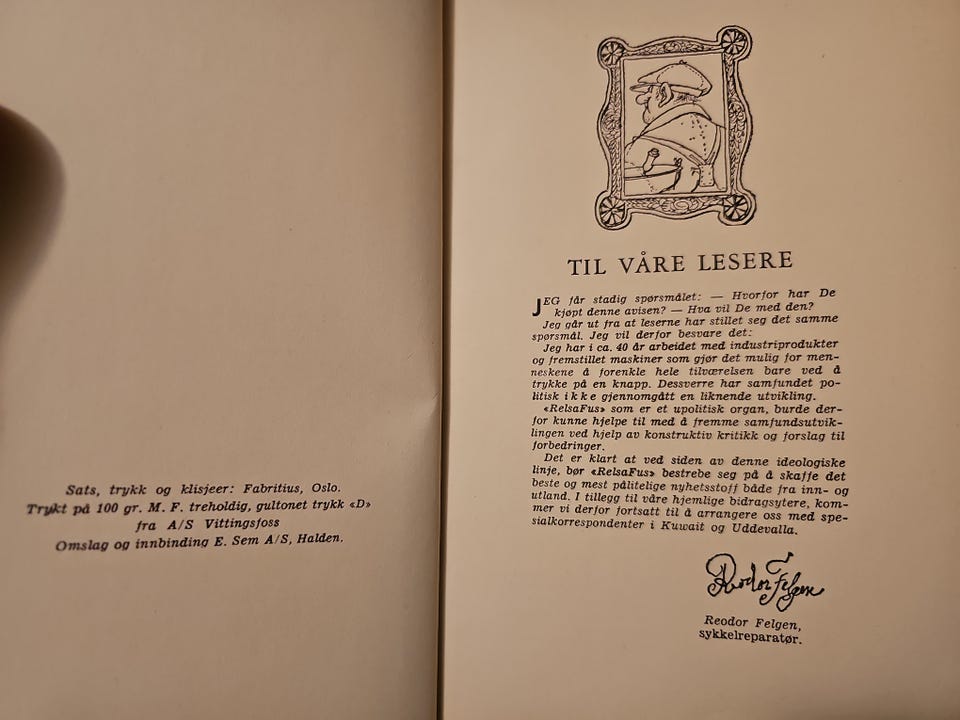 Sats, trykk og klisjeer: Fabritius, Oslo.
Trykt på 100 gr. M. F. treholdig, gultonet trykk «D»
fra A/S Vittingsfoss
Omslag og innbinding E. Sem A/S, Halden.
TIL VÅRE LESERE
JEG får stadig spørsmålet: — Hvorfor har De
kjøpt denne avisen? — Hva vil De med den?
Jeg går ut fra at leserne har stillet seg det samme
spørsmål. Jeg vil derfor besvare det:
Jeg har i ca. 40 år arbeidet med industriprodukter
og fremstillet maskiner som gjør det mulig for men-
neskene å forenkle hele tilværelsen bare ved å
trykke på en knapp. Dessverre har samfundet po-
litisk ikke gjennomgått en liknende utvikling.
«RelsaFus» som er et upolitisk organ, burde der-
for kunne hjelpe til med å fremme samfundsutvik-
lingen ved hjelp av konstruktiv kritikk og forslag til
forbedringer.
Det er klart at ved siden av denne ideologiske
linje, bør «RelsaFus» bestrebe seg på å skaffe det
beste og mest pålitelige nyhetsstoff både fra inn- og
utland. I tillegg til våre hjemlige bidragsytere, kom-
mer vi derfor fortsatt til å arrangere oss med spe-
sialkorrespondenter i Kuwait og Uddevalla.
Reodor Felgen
Reodor Felgen,
sykkelreparatør.